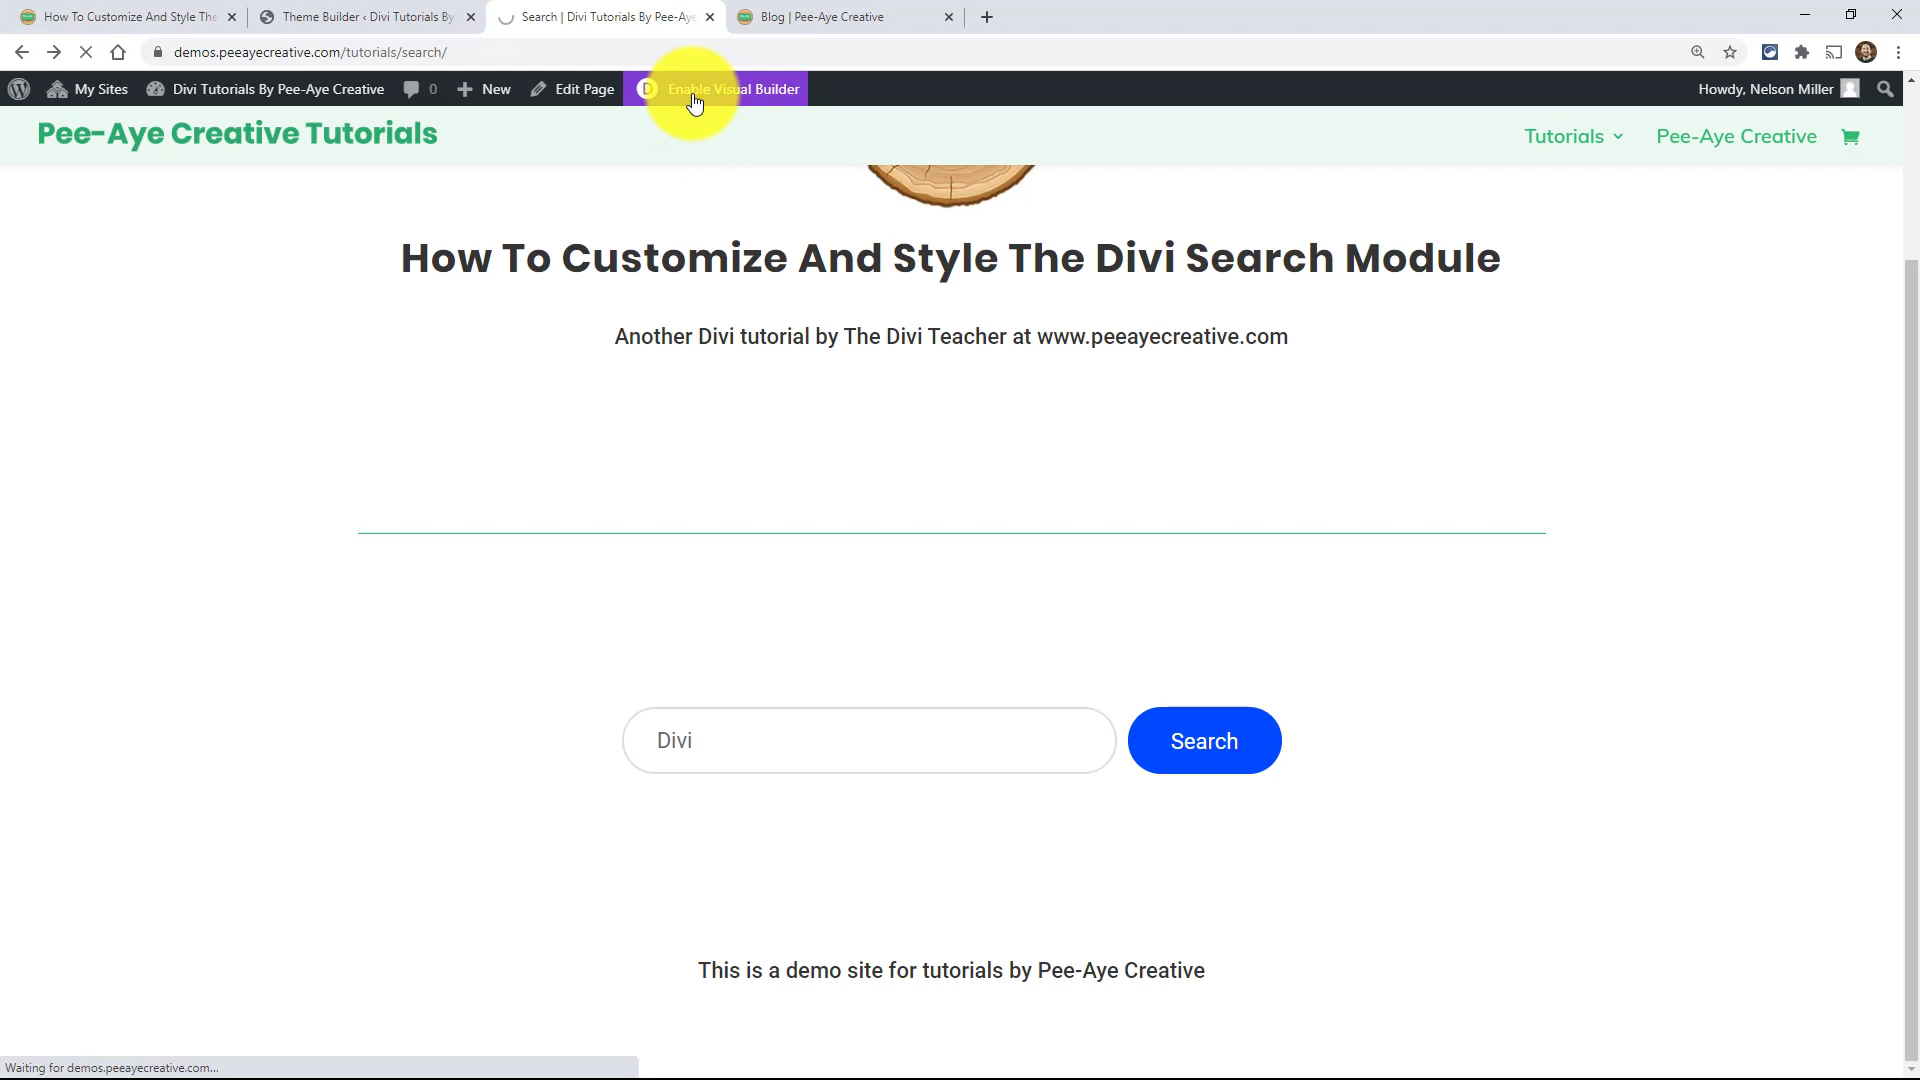 How To Customize And Style The
Theme Builder ‹ Divi Tutorials By
Search | Divi Tutorials By Pee-Aye
Blog | Pee-Aye Creative
demos.peeayecreative.com/tutorials/search/
My Sites
Divi Tutorials By Pee-Aye Creative
0
New
Edit Page
D Enable Visual Builder
Howdy, Nelson Miller
Pee-Aye Creative Tutorials
Tutorials
Pee-Aye Creative
How To Customize And Style The Divi Search Module
Another Divi tutorial by The Divi Teacher at www.peeayecreative.com
Divi
Search
This is a demo site for tutorials by Pee-Aye Creative
Waiting for demos.peeayecreative.com...